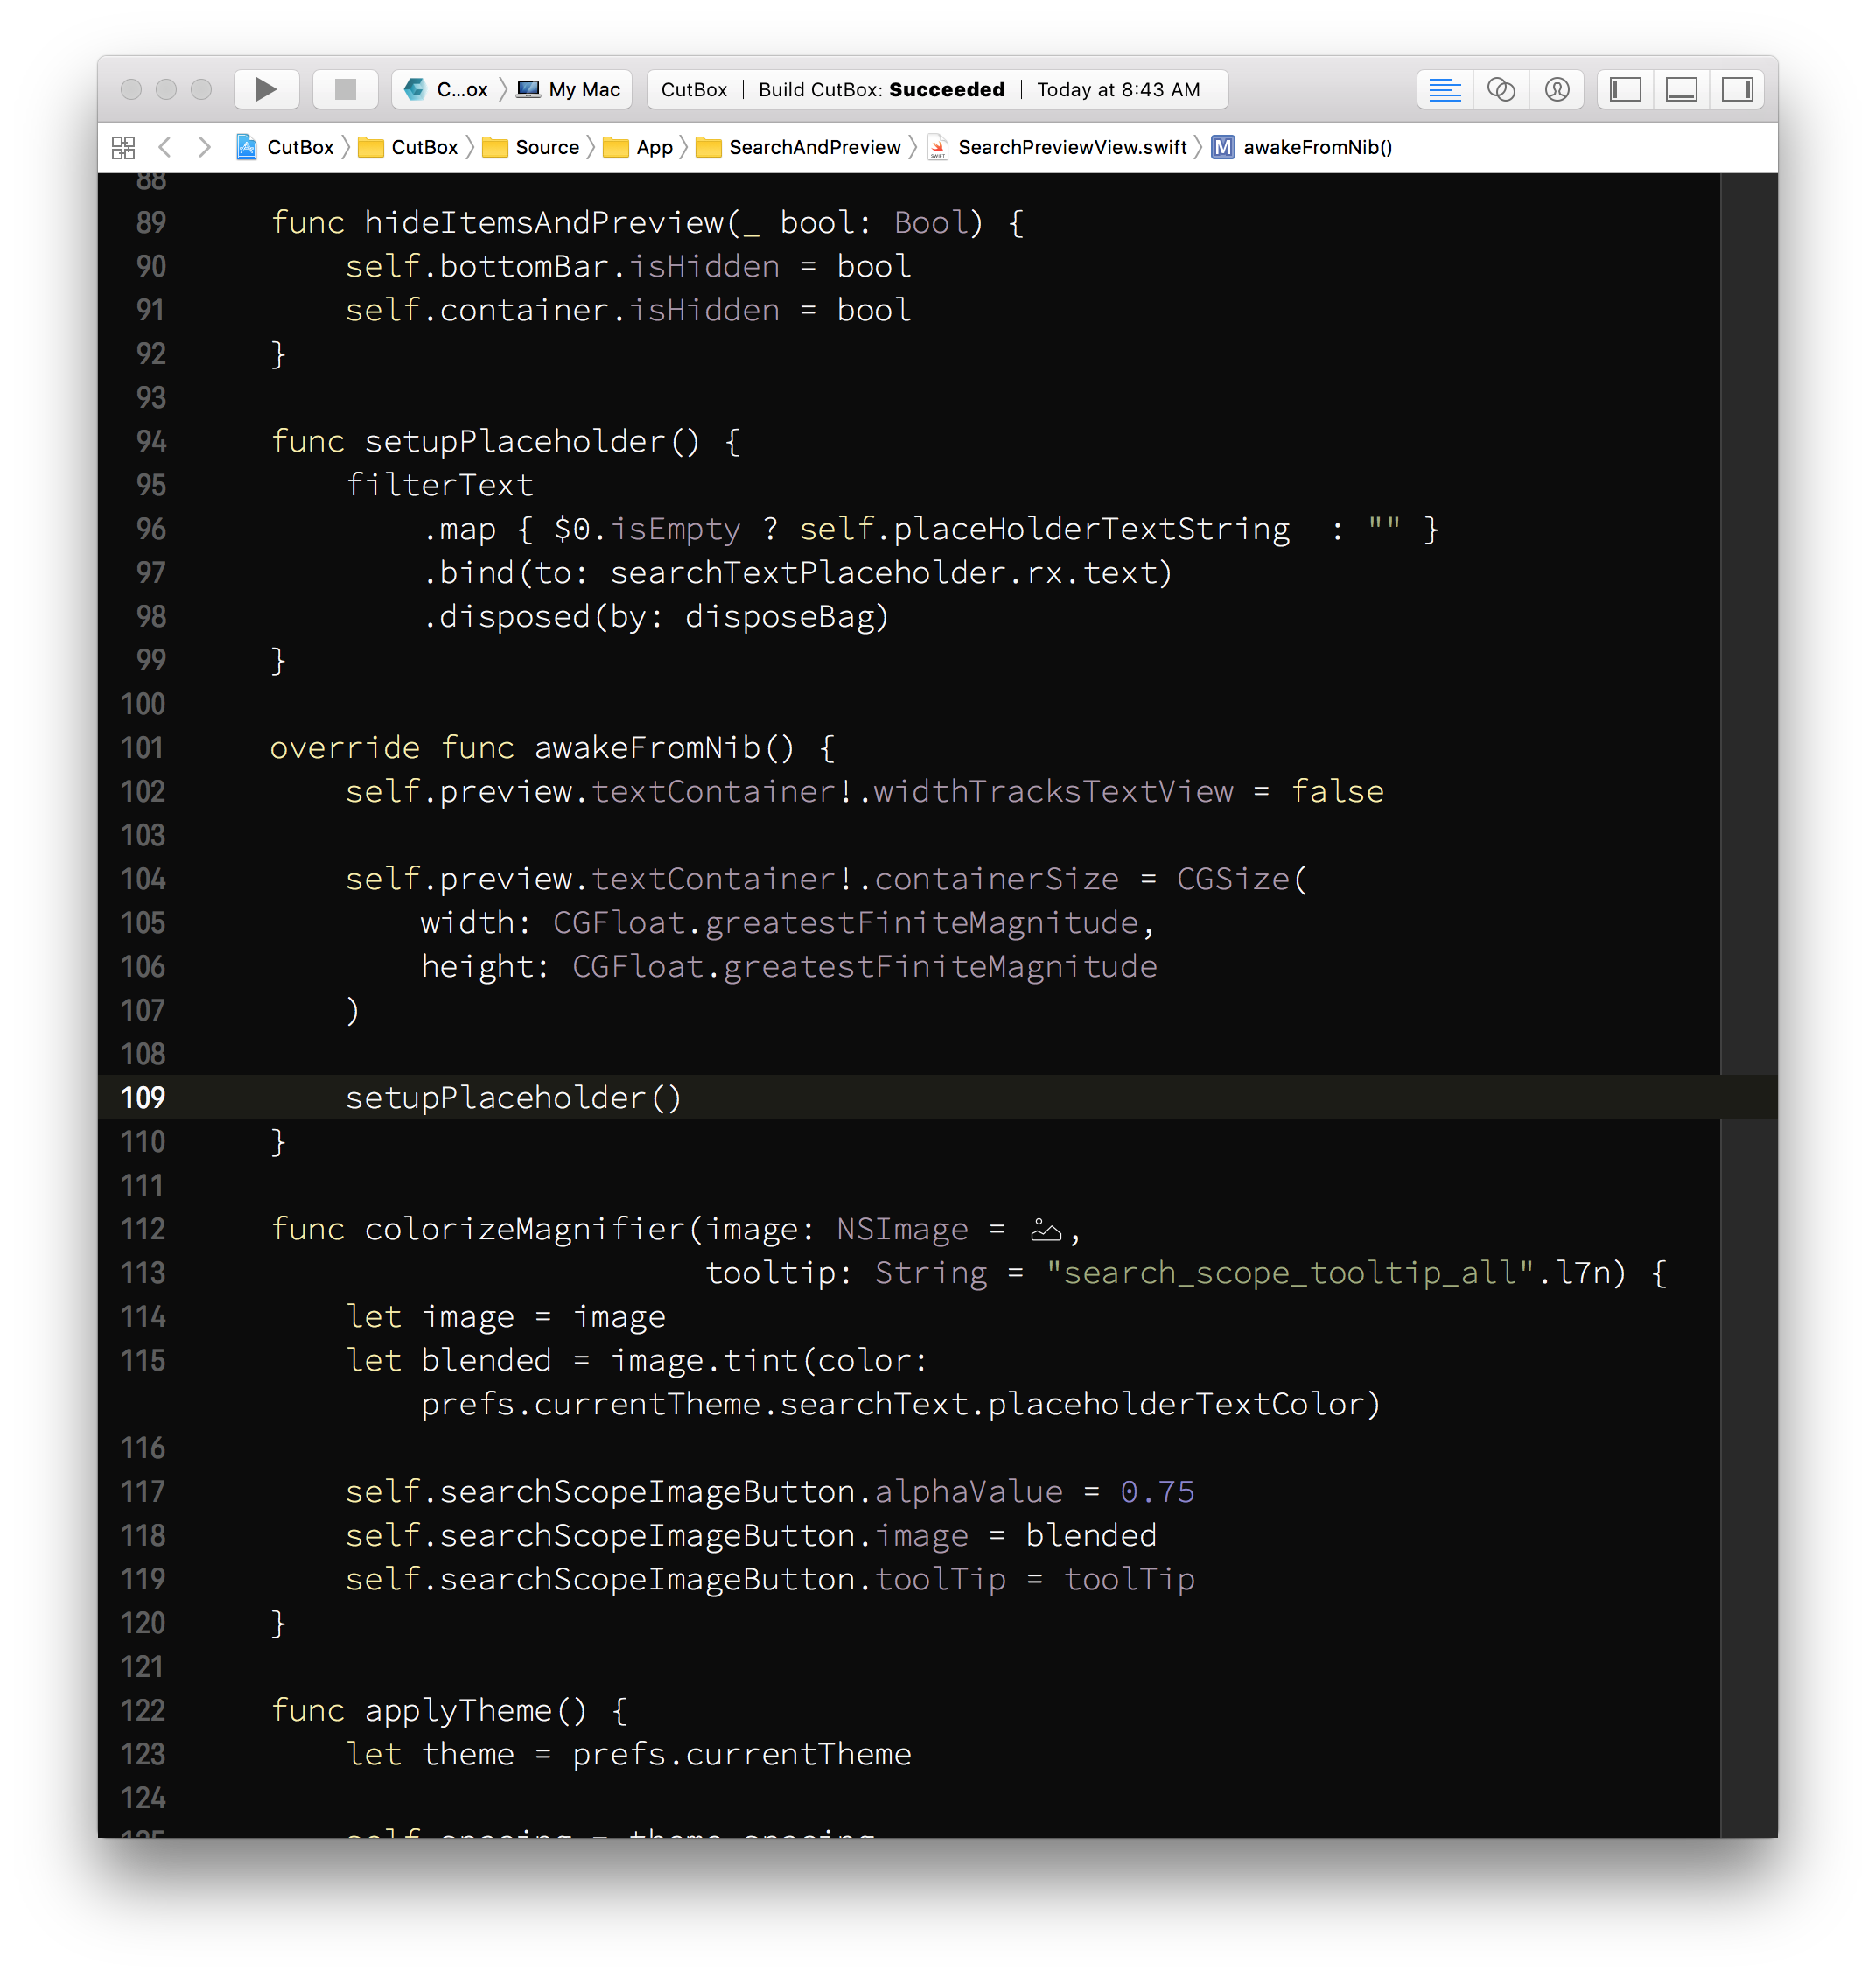 C...ox My Mac CutBox | Build CutBox: Succeeded | Today at 8:43 AM
CutBox CutBox Source App SearchAndPreview SearchPreviewView.swift M awakeFromNib()
88
89 func hideItemsAndPreview(_ bool: Bool) {
90 self.bottomBar.isHidden = bool
91 self.container.isHidden = bool
92 }
93
94 func setupPlaceholder() {
95 filterText
96 .map { $0.isEmpty ? self.placeHolderTextString  : "" }
97 .bind(to: searchTextPlaceholder.rx.text)
98 .disposed(by: disposeBag)
99 }
100
101 override func awakeFromNib() {
102 self.preview.textContainer!.widthTracksTextView = false
103
104 self.preview.textContainer!.containerSize = CGSize(
105 width: CGFloat.greatestFiniteMagnitude,
106 height: CGFloat.greatestFiniteMagnitude
107 )
108
109 setupPlaceholder()
110 }
111
112 func colorizeMagnifier(image: NSImage = ,
113 tooltip: String = "search_scope_tooltip_all".l7n) {
114 let image = image
115 let blended = image.tint(color:
prefs.currentTheme.searchText.placeholderTextColor)
116
117 self.searchScopeImageButton.alphaValue = 0.75
118 self.searchScopeImageButton.image = blended
119 self.searchScopeImageButton.toolTip = toolTip
120 }
121
122 func applyTheme() {
123 let theme = prefs.currentTheme
124
125 self.spacing = theme.spacing